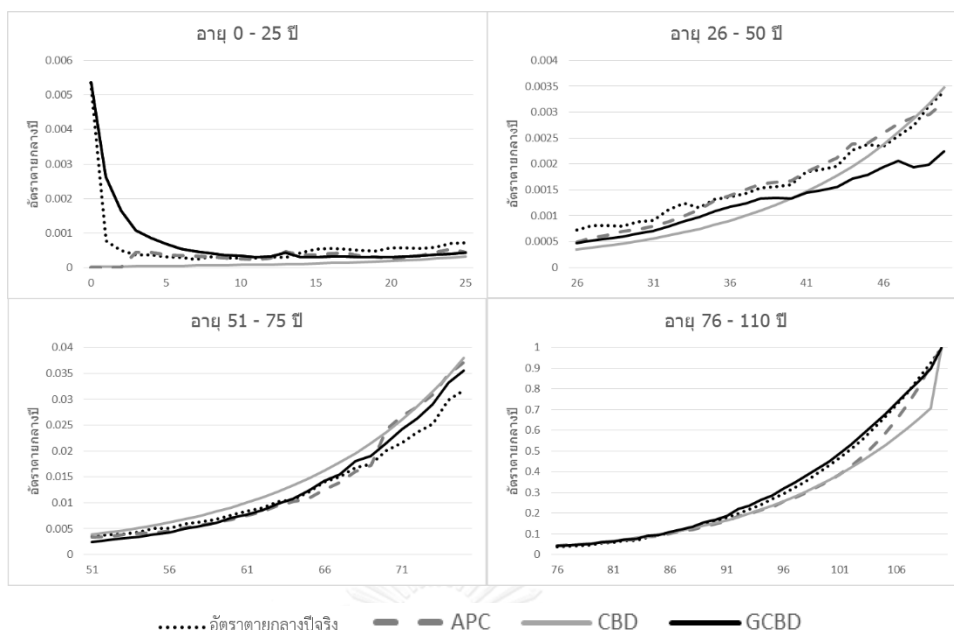 อายุ 0 - 25 ปี
อัตราตายกลางปี
0.006
0.005
0.004
0.003
0.002
0.001
0
0 5 10 15 20 25
อายุ 26 - 50 ปี
อัตราตายกลางปี
0.004
0.0035
0.003
0.0025
0.002
0.0015
0.001
0.0005
0
26 31 36 41 46
อายุ 51 - 75 ปี
อัตราตายกลางปี
0.04
0.035
0.03
0.025
0.02
0.015
0.01
0.005
0
51 56 61 66 71
อายุ 76 - 110 ปี
อัตราตายกลางปี
1
0.9
0.8
0.7
0.6
0.5
0.4
0.3
0.2
0.1
0
76 81 86 91 96 101 106
อัตราตายกลางปีจริง APC CBD GCBD